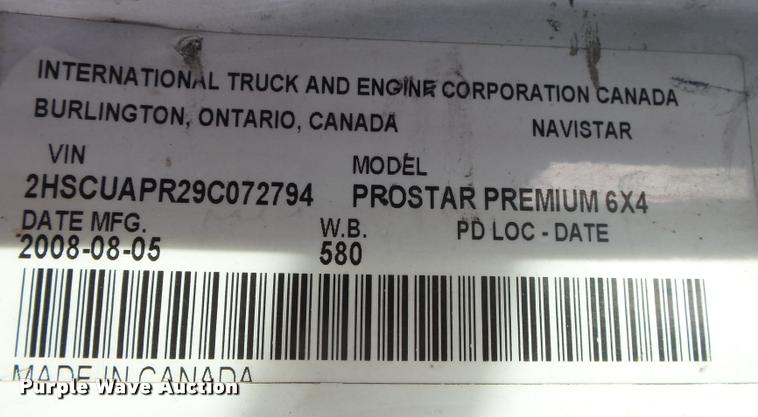 INTERNATIONAL TRUCK AND ENGINE CORPORATION CANADA
BURLINGTON, ONTARIO, CANADA NAVISTAR
VIN MODEL
2HSCUAPR29C072794 PROSTAR PREMIUM 6X4
DATE MFG. W.B. PD LOC - DATE
2008-08-05 580
MADE IN CANADA
Purple Wave Auction